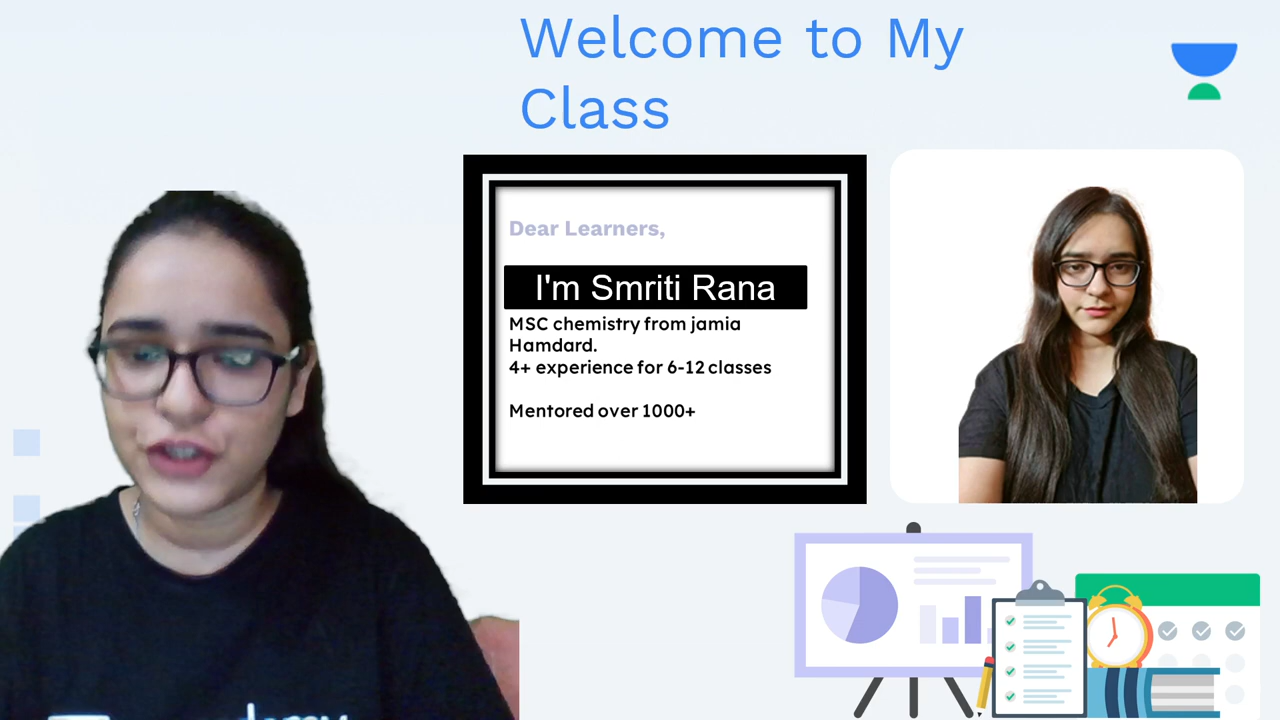 Welcome to My
Class
Dear Learners,
I'm Smriti Rana
MSC chemistry from jamia
Hamdard.
4+ experience for 6-12 classes
Mentored over 1000+